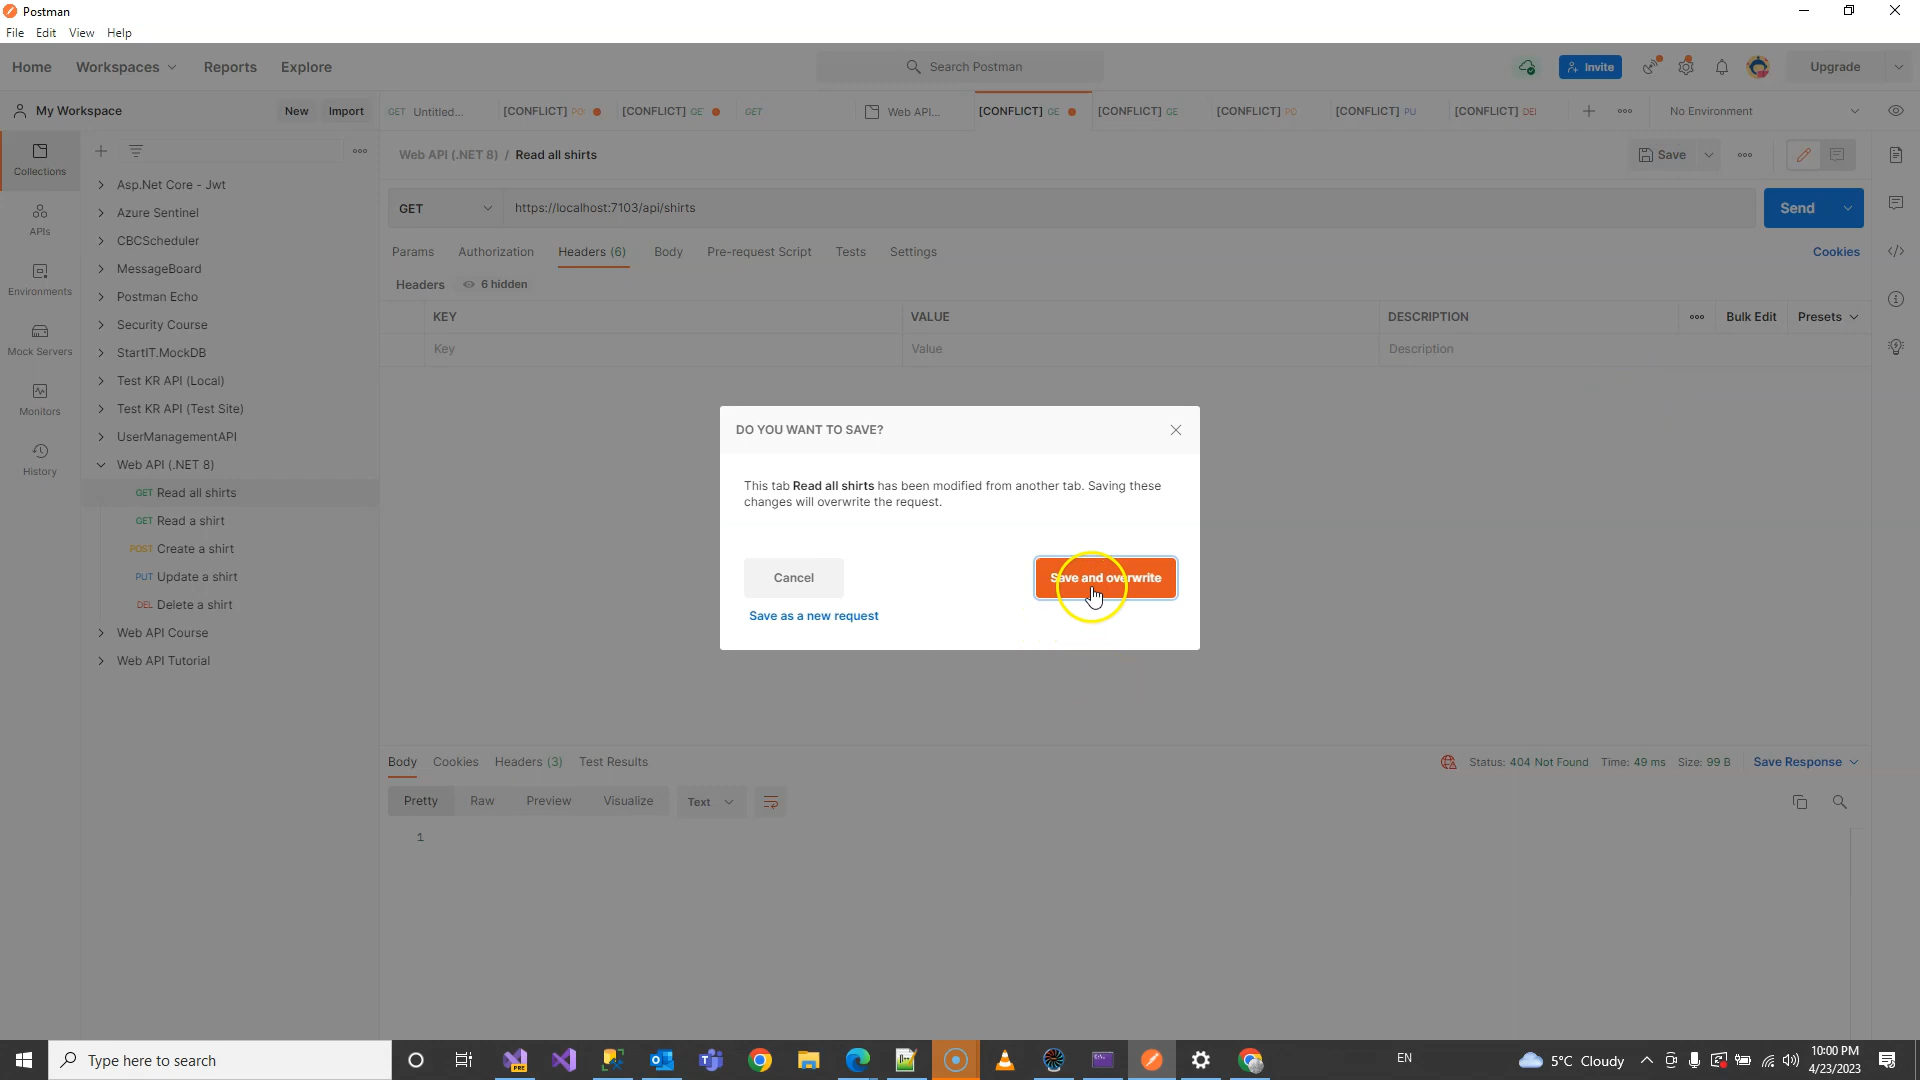 Postman
File Edit View Help
Home Workspaces Reports Explore Search Postman Invite Upgrade
My Workspace New Import GET Untitled... [CONFLICT] PO [CONFLICT] GE GET Web API... [CONFLICT] GE [CONFLICT] GE [CONFLICT] PO [CONFLICT] PU [CONFLICT] DEL No Environment
Collections
APIs
Environments
Mock Servers
Monitors
History
Asp.Net Core - Jwt
Azure Sentinel
CBCScheduler
MessageBoard
Postman Echo
Security Course
StartIT.MockDB
Test KR API (Local)
Test KR API (Test Site)
UserManagementAPI
Web API (.NET 8)
GET Read all shirts
GET Read a shirt
POST Create a shirt
PUT Update a shirt
DEL Delete a shirt
Web API Course
Web API Tutorial
Web API (.NET 8) / Read all shirts Save
GET https://localhost:7103/api/shirts Send
Params Authorization Headers (6) Body Pre-request Script Tests Settings Cookies
Headers 6 hidden
KEY VALUE DESCRIPTION Bulk Edit Presets
Key Value Description
DO YOU WANT TO SAVE?
This tab Read all shirts has been modified from another tab. Saving these
changes will overwrite the request.
Cancel Save and overwrite
Save as a new request
Body Cookies Headers (3) Test Results Status: 404 Not Found Time: 49 ms Size: 99 B Save Response
Pretty Raw Preview Visualize Text
1
Type here to search EN 5°C Cloudy 10:00 PM
4/23/2023